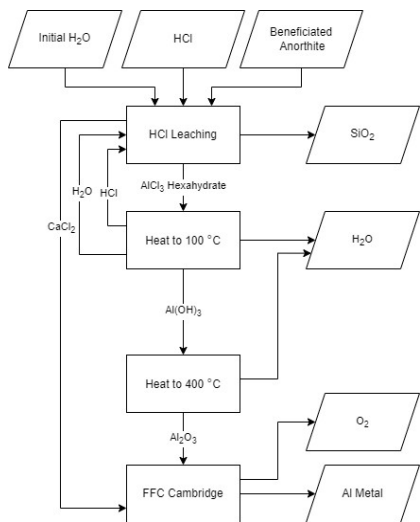 Initial H₂O
HCl
Beneficiated
Anorthite
HCl Leaching
SiO₂
H₂O
HCl
AlCl₃ Hexahydrate
CaCl₂
Heat to 100 °C
H₂O
Al(OH)₃
Heat to 400 °C
Al₂O₃
O₂
FFC Cambridge
Al Metal